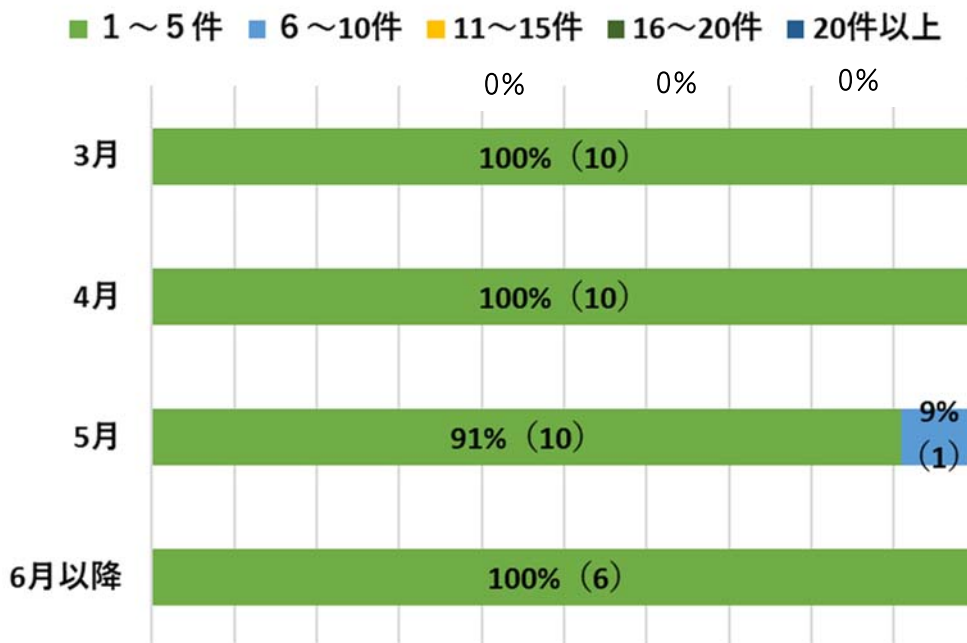 1～5件 6～10件 11～15件 16～20件 20件以上
0% 0% 0%
3月 100%（10）
4月 100%（10）
5月 91%（10） 9%
（1）
6月以降 100%（6）